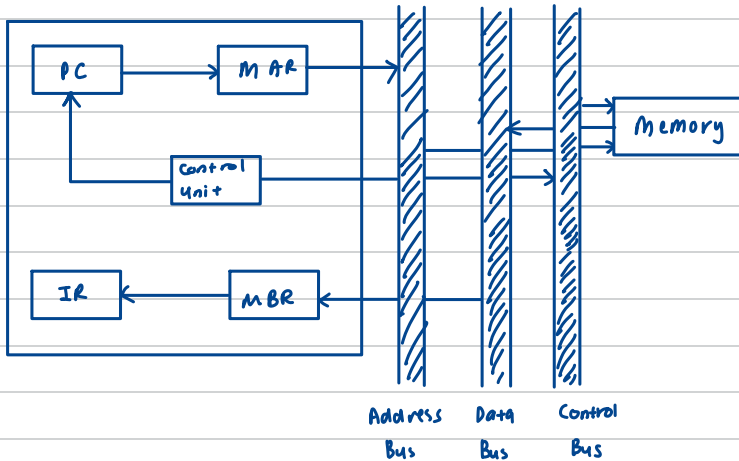 PC
MAR
Memory
Control
Unit
IR
MBR
Address
Bus
Data
Bus
Control
Bus